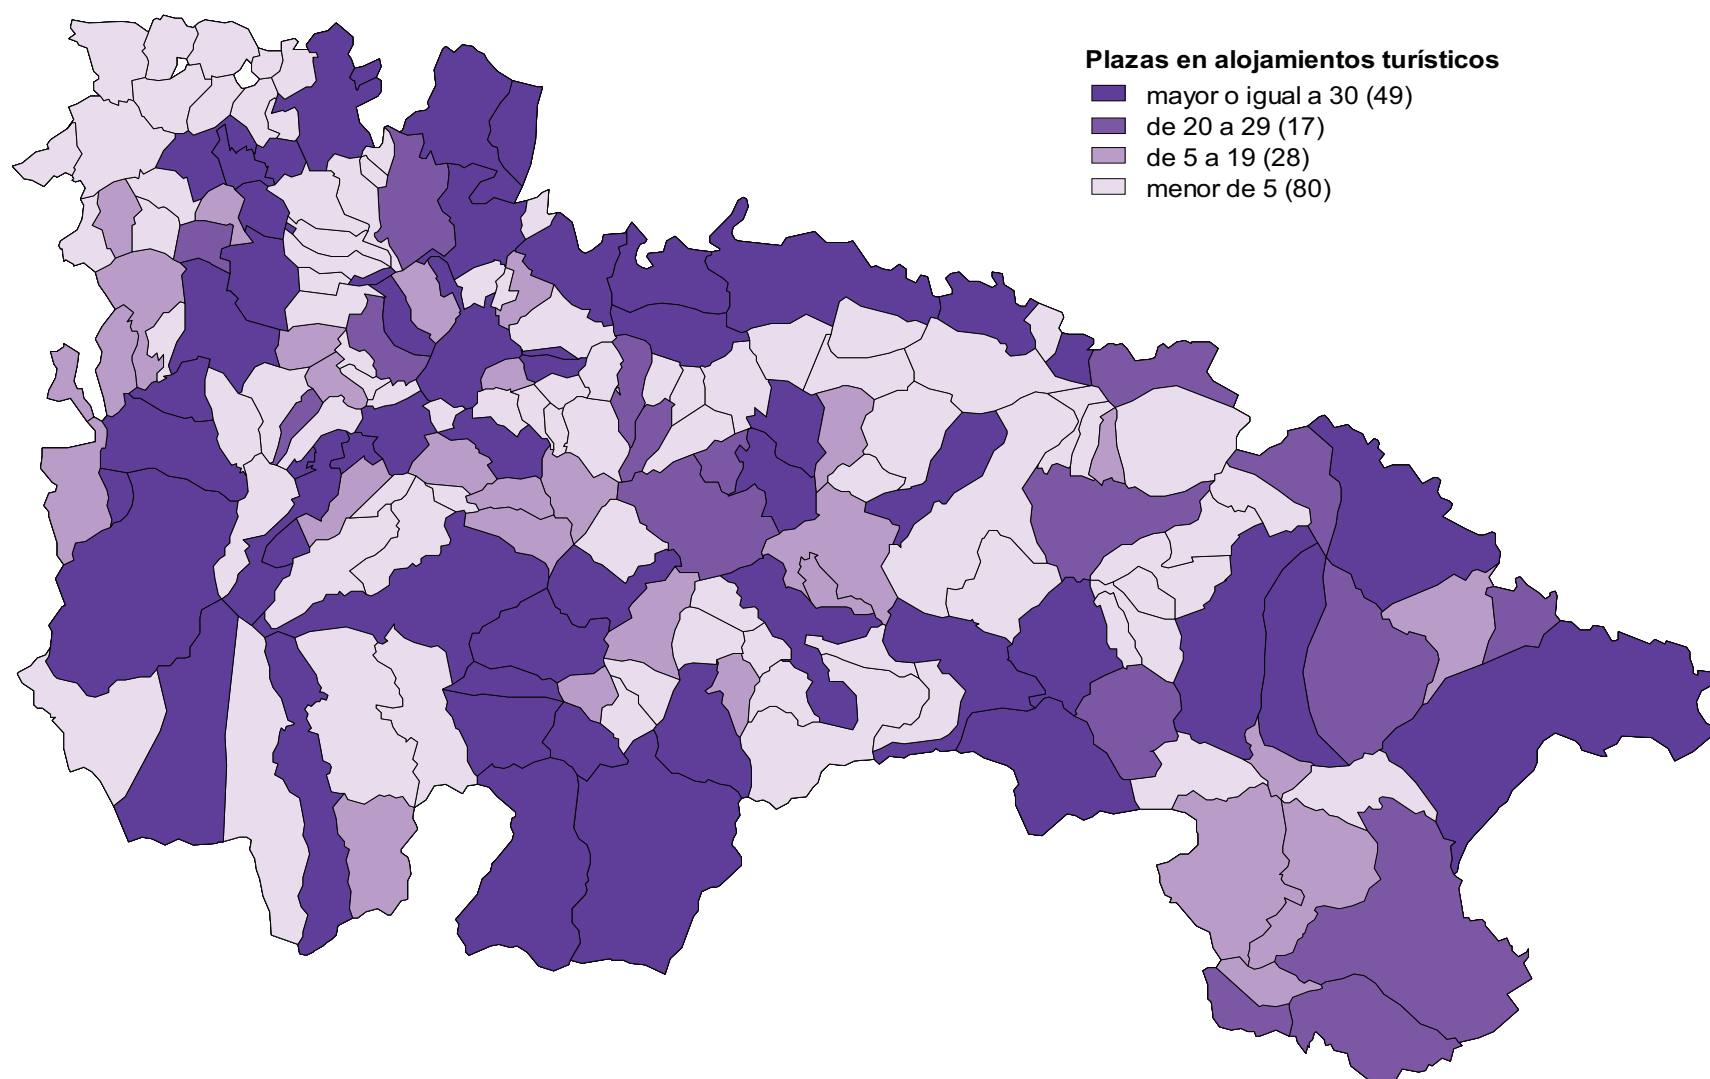 Plazas en alojamientos turísticos
mayor o igual a 30 (49)
de 20 a 29 (17)
de 5 a 19 (28)
menor de 5 (80)